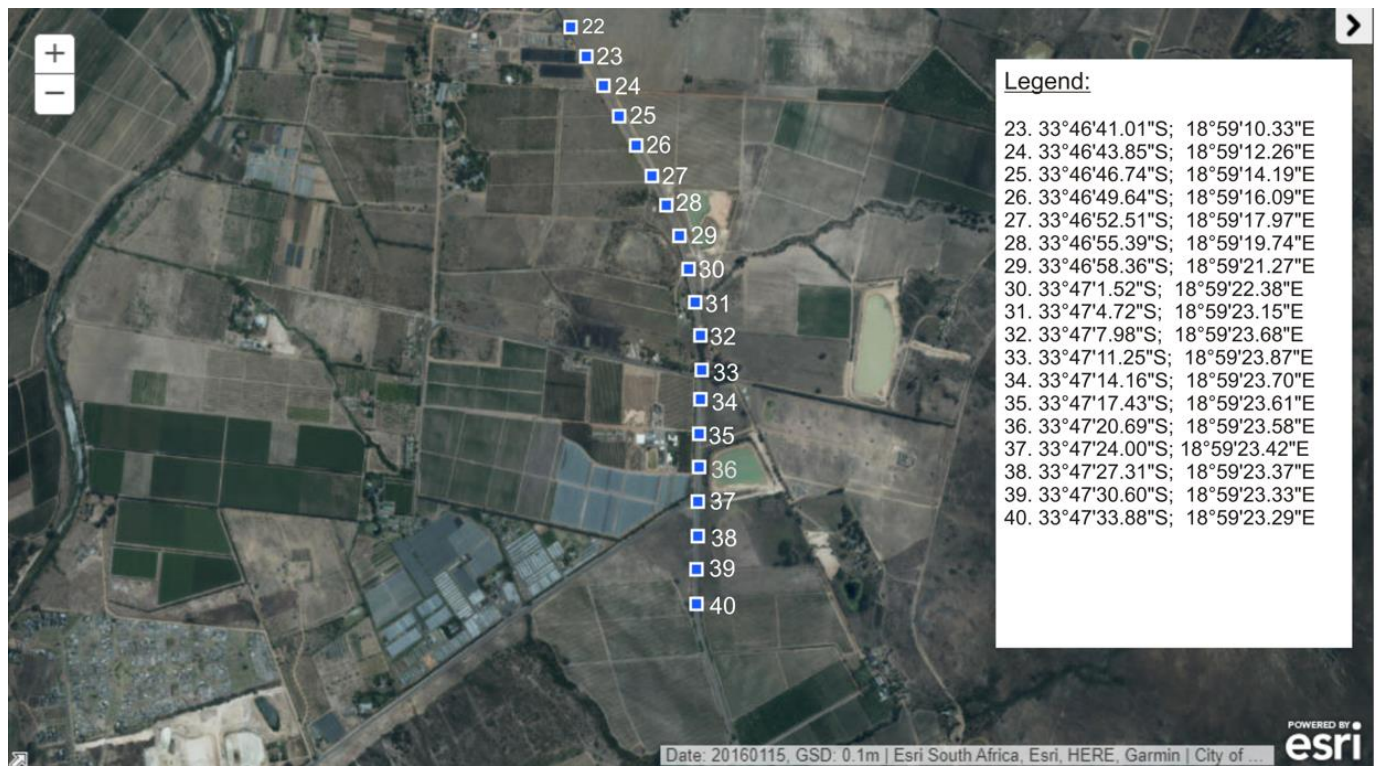 +
−
22
23
24
25
26
27
28
29
30
31
32
33
34
35
36
37
38
39
40
Legend:
23. 33°46'41.01"S; 18°59'10.33"E
24. 33°46'43.85"S; 18°59'12.26"E
25. 33°46'46.74"S; 18°59'14.19"E
26. 33°46'49.64"S; 18°59'16.09"E
27. 33°46'52.51"S; 18°59'17.97"E
28. 33°46'55.39"S; 18°59'19.74"E
29. 33°46'58.36"S; 18°59'21.27"E
30. 33°47'1.52"S; 18°59'22.38"E
31. 33°47'4.72"S; 18°59'23.15"E
32. 33°47'7.98"S; 18°59'23.68"E
33. 33°47'11.25"S; 18°59'23.87"E
34. 33°47'14.16"S; 18°59'23.70"E
35. 33°47'17.43"S; 18°59'23.61"E
36. 33°47'20.69"S; 18°59'23.58"E
37. 33°47'24.00"S; 18°59'23.42"E
38. 33°47'27.31"S; 18°59'23.37"E
39. 33°47'30.60"S; 18°59'23.33"E
40. 33°47'33.88"S; 18°59'23.29"E
POWERED BY
esri
Date: 20160115, GSD: 0.1m | Esri South Africa, Esri, HERE, Garmin | City of ...